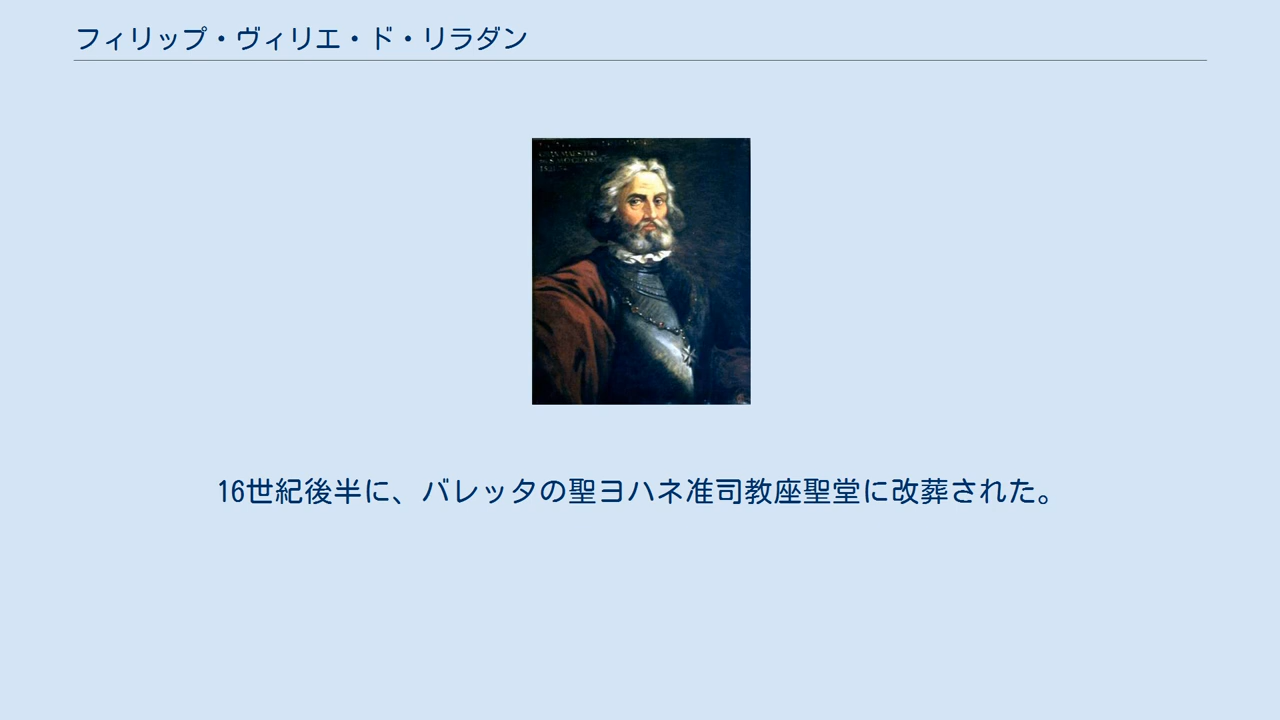 フィリップ・ヴィリエ・ド・リラダン
16世紀後半に、バレッタの聖ヨハネ准司教座聖堂に改葬された。